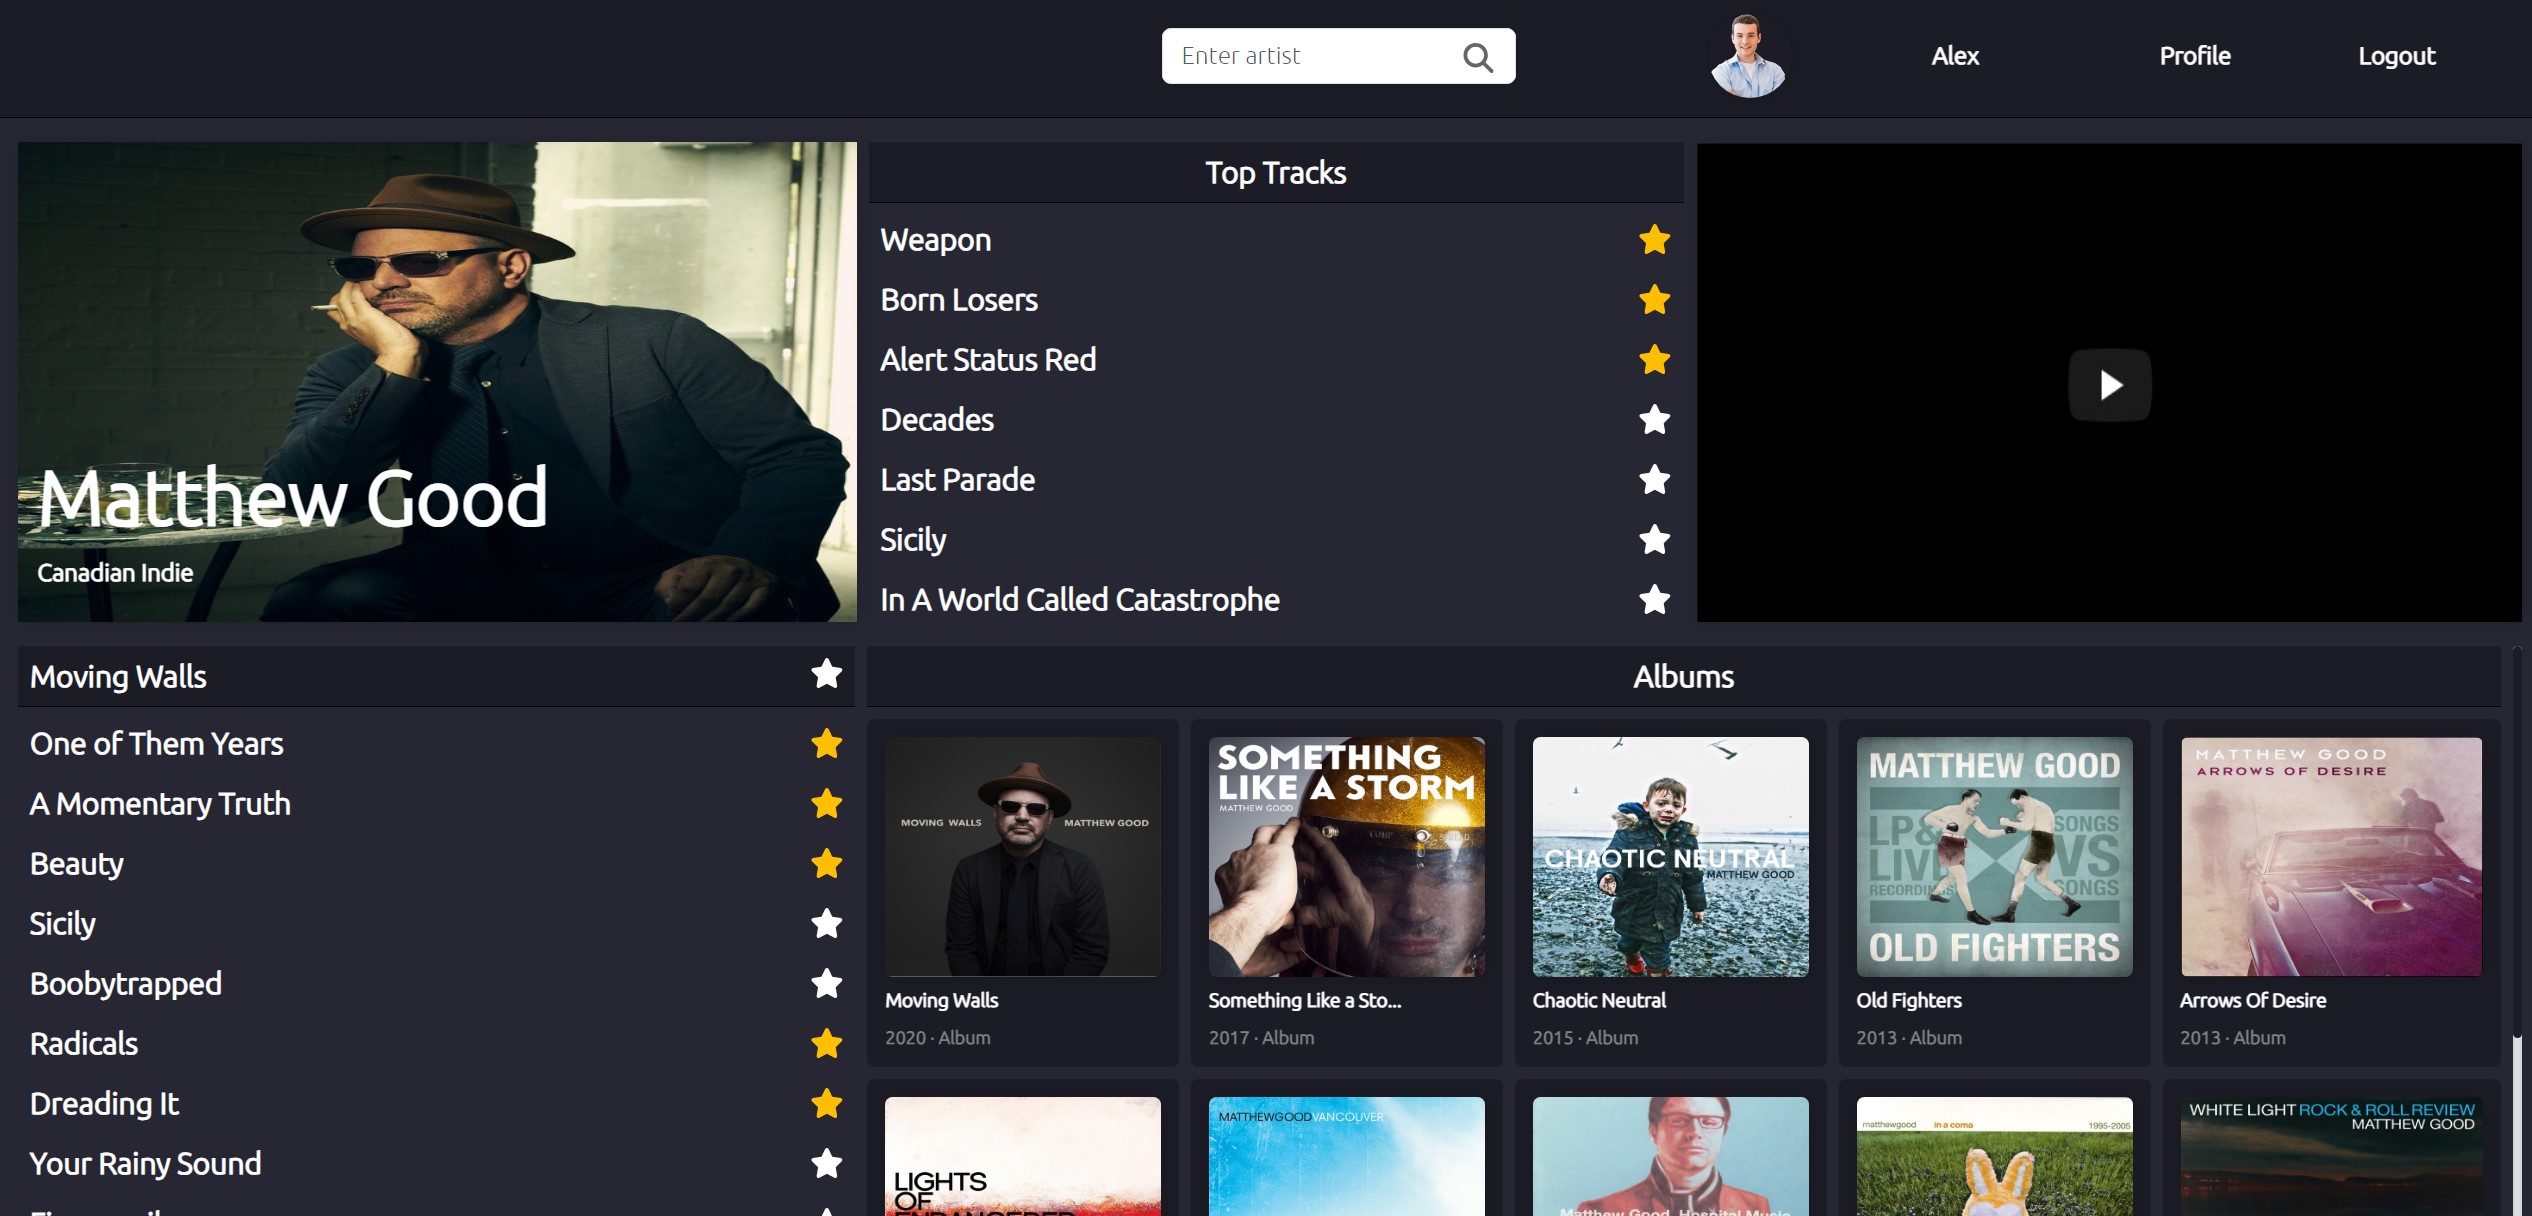 Enter artist
Alex
Profile
Logout
Matthew Good
Canadian Indie
Top Tracks
Weapon
Born Losers
Alert Status Red
Decades
Last Parade
Sicily
In A World Called Catastrophe
Moving Walls
One of Them Years
A Momentary Truth
Beauty
Sicily
Boobytrapped
Radicals
Dreading It
Your Rainy Sound
Albums
MOVING WALLS
MATTHEW GOOD
Moving Walls
2020 · Album
SOMETHING
LIKE A STORM
MATTHEW GOOD
Something Like a Sto...
2017 · Album
CHAOTIC NEUTRAL
MATTHEW GOOD
Chaotic Neutral
2015 · Album
MATTHEW GOOD
LP&
SONGS
LIVE
VS
RECORDINGS
SONGS
OLD FIGHTERS
Old Fighters
2013 · Album
MATTHEW GOOD
ARROWS OF DESIRE
Arrows Of Desire
2013 · Album
LIGHTS
OF
ENDANGERED
MATTHEWGOODVANCOUVER
Matthew Good. Hospital Music
matthewgood in a coma 1995-2005
WHITE LIGHT ROCK & ROLL REVIEW
MATTHEW GOOD